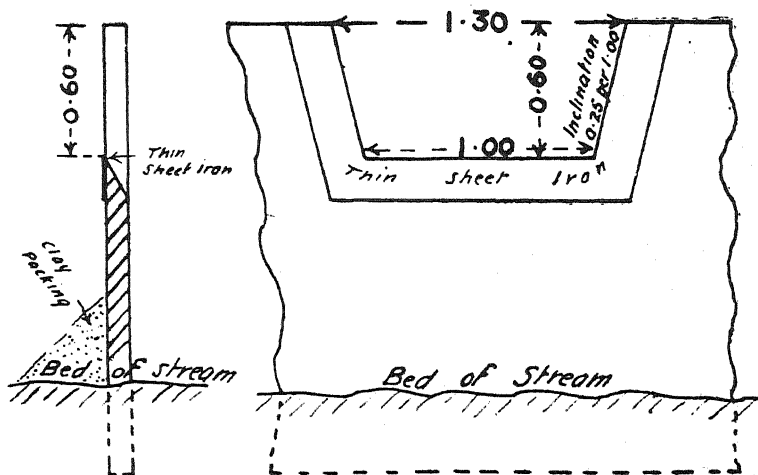 0.60
Thin
Sheet Iron
Clay
Packing
Bed of Stream
1.30
0.60
Inclination
0.25 per 1.00
1.00
Thin Sheet Iron
Bed of Stream